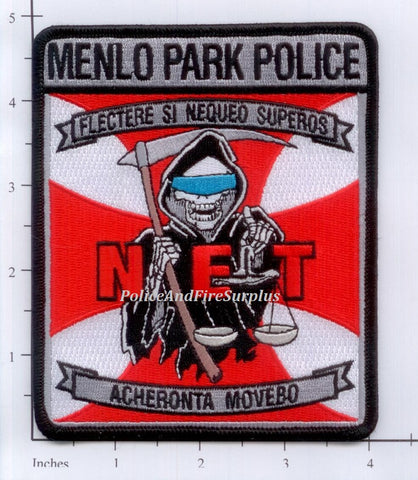 5
MENLO PARK POLICE
4
FLECTERE SI NEQUEO SUPEROS
3
NET
2
PoliceAndFireSurplus
1
ACHERONTA MOVEBO
Inches 1 2 3 4